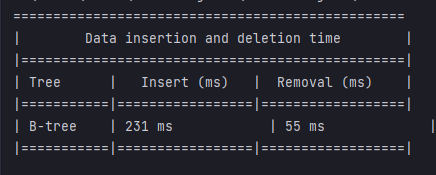 =================================================
|        Data insertion and deletion time        |
|================================================|
| Tree      |   Insert (ms)   |  Removal (ms)    |
|===========|=================|==================|
| B-tree    | 231 ms            | 55 ms             |
|===========|=================|==================|